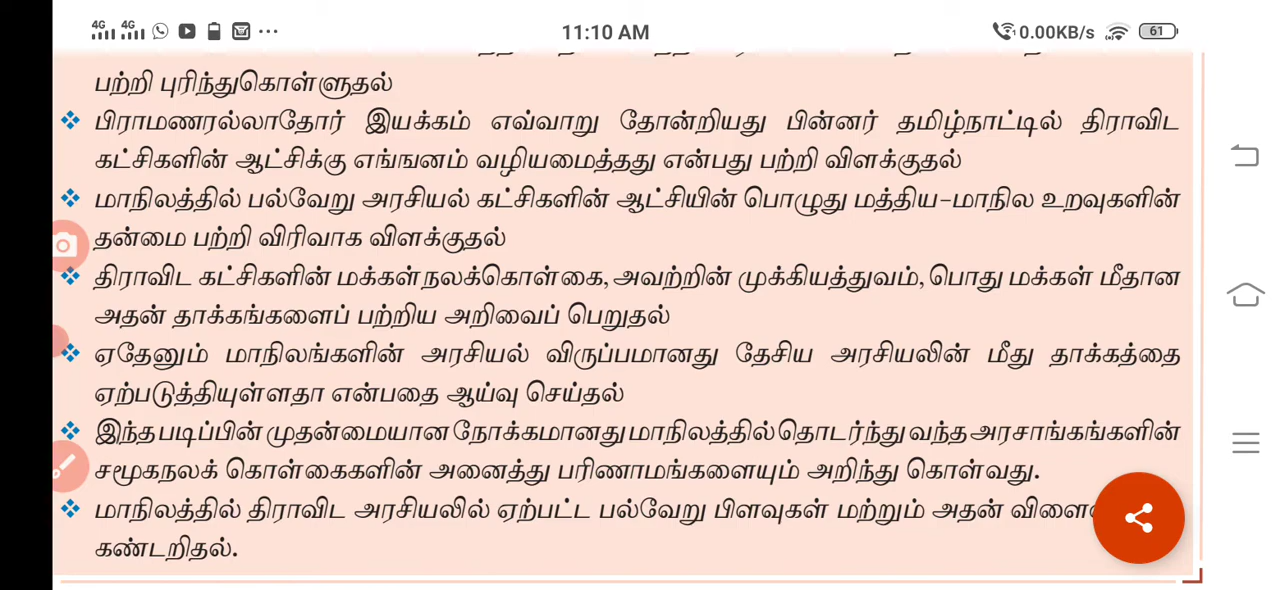 4G 4G ... 11:10 AM 0.00KB/s 61
பற்றி புரிந்துகொள்ளுதல்
பிராமணரல்லாதோர் இயக்கம் எவ்வாறு தோன்றியது பின்னர் தமிழ்நாட்டில் திராவிட
கட்சிகளின் ஆட்சிக்கு எங்ஙனம் வழியமைத்தது என்பது பற்றி விளக்குதல்
மாநிலத்தில் பல்வேறு அரசியல் கட்சிகளின் ஆட்சியின் பொழுது மத்திய-மாநில உறவுகளின்
தன்மை பற்றி விரிவாக விளக்குதல்
திராவிட கட்சிகளின் மக்கள் நலக்கொள்கை, அவற்றின் முக்கியத்துவம், பொது மக்கள் மீதான
அதன் தாக்கங்களைப் பற்றிய அறிவைப் பெறுதல்
ஏதேனும் மாநிலங்களின் அரசியல் விருப்பமானது தேசிய அரசியலின் மீது தாக்கத்தை
ஏற்படுத்தியுள்ளதா என்பதை ஆய்வு செய்தல்
இந்த படிப்பின் முதன்மையான நோக்கமானது மாநிலத்தில் தொடர்ந்து வந்த அரசாங்கங்களின்
சமூகநலக் கொள்கைகளின் அனைத்து பரிணாமங்களையும் அறிந்து கொள்வது.
மாநிலத்தில் திராவிட அரசியலில் ஏற்பட்ட பல்வேறு பிளவுகள் மற்றும் அதன்
கண்டறிதல்.